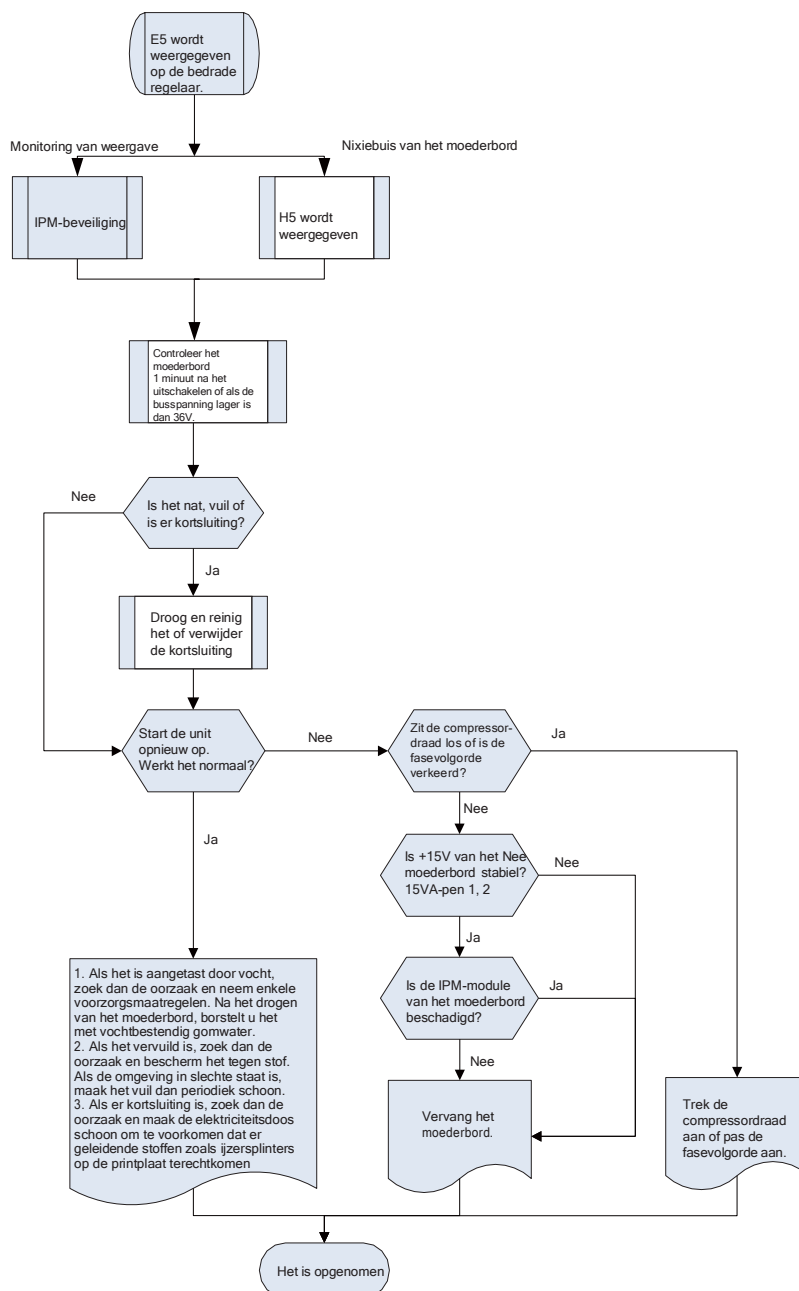 E5 wordt
weergegeven
op de bedrade
regelaar.
Monitoring van weergave
Nixiebuis van het moederbord
IPM-beveiliging
H5 wordt
weergegeven
Controleer het
moederbord
1 minuut na het
uitschakelen of als de
busspanning lager is
dan 36V.
Nee
Is het nat, vuil of
is er kortsluiting?
Ja
Droog en reinig
het of verwijder
de kortsluiting
Start de unit
opnieuw op.
Werkt het normaal?
Nee
Zit de compressor-
draad los of is de
fasevolgorde
verkeerd?
Ja
Nee
Ja
Is +15V van het Nee
moederbord stabiel?
15VA-pen 1, 2
Nee
Ja
Is de IPM-module
van het moederbord
beschadigd?
Ja
Nee
1. Als het is aangetast door vocht,
zoek dan de oorzaak en neem enkele
voorzorgsmaatregelen. Na het drogen
van het moederbord, borstelt u het
met vochtbestendig gomwater.
2. Als het vervuild is, zoek dan de
oorzaak en bescherm het tegen stof.
Als de omgeving in slechte staat is,
maak het vuil dan periodiek schoon.
3. Als er kortsluiting is, zoek dan de
oorzaak en maak de elektriciteitsdoos
schoon om te voorkomen dat er
geleidende stoffen zoals ijzersplinters
op de printplaat terechtkomen
Vervang het
moederbord.
Trek de
compressordraad
aan of pas de
fasevolgorde aan.
Het is opgenomen